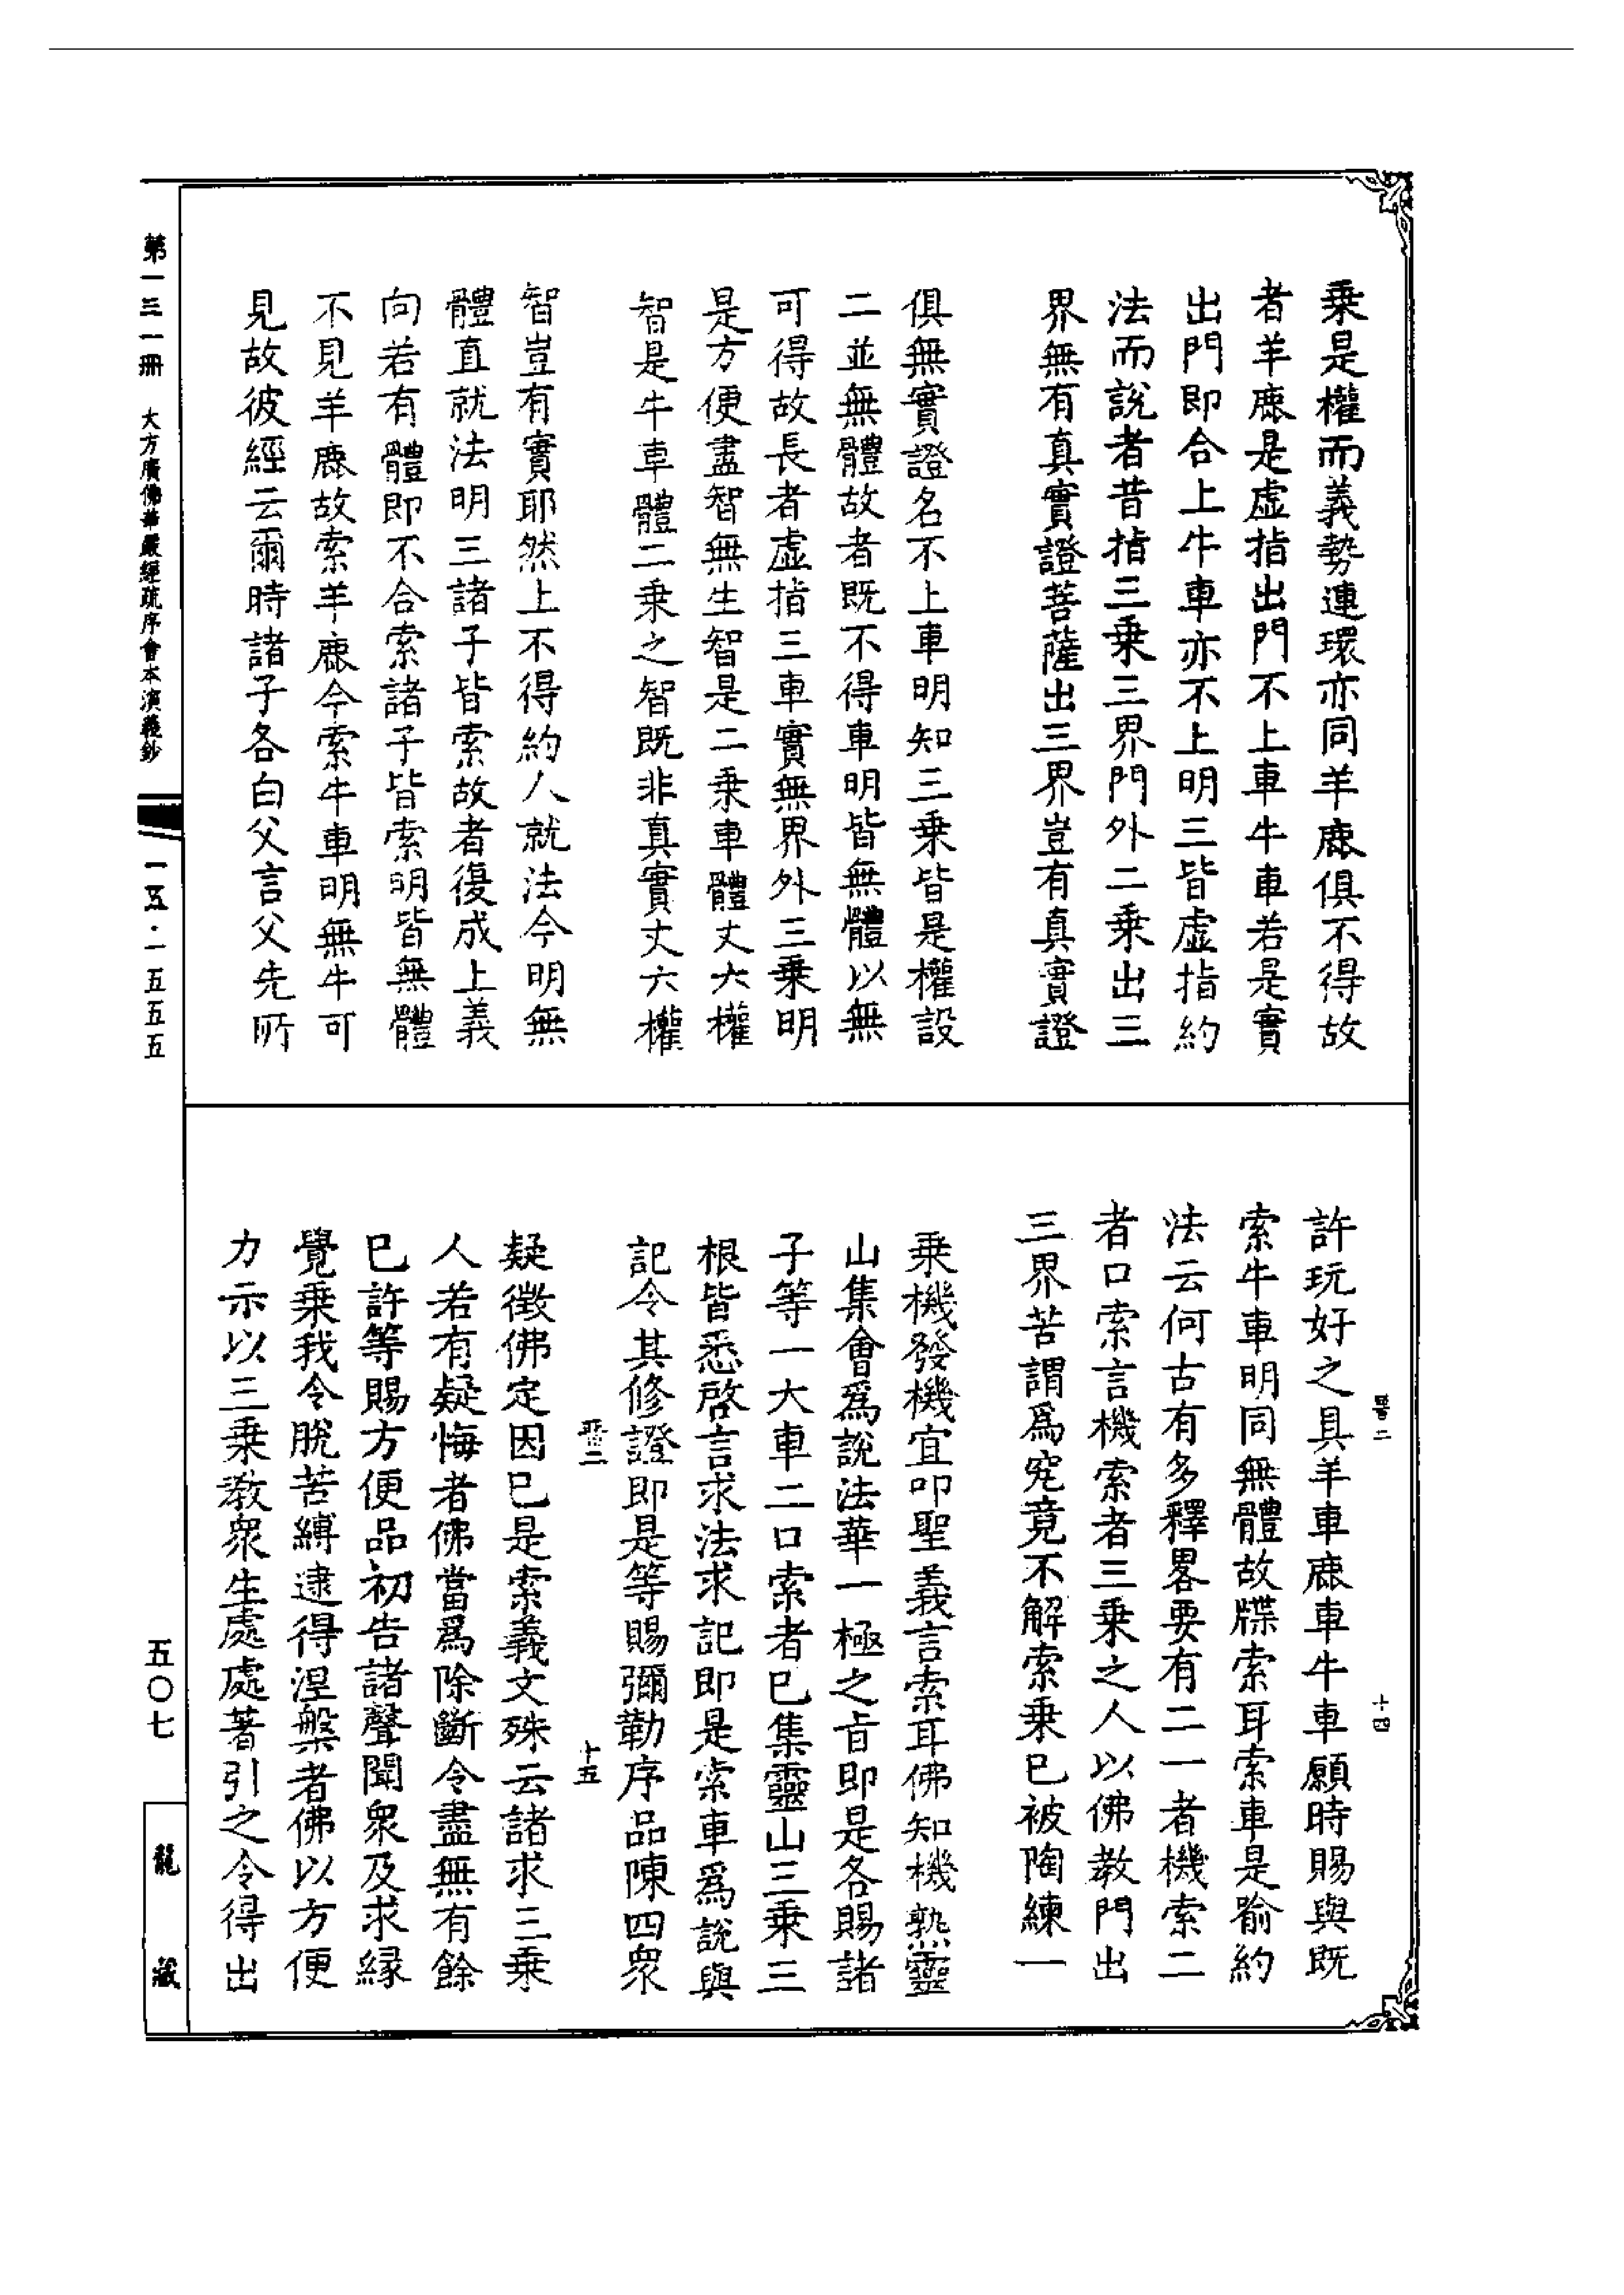 乗是權而義勢連環亦同羊鹿俱不得故
者羊鹿是虛指出門不上車牛車若是實
出門即合上牛車亦不上明三皆虛指約
法而說者昔指三乗三界門外二乗出三
界無有真實證菩薩出三界豈有真實證
俱無實證名不上車明知三乗皆是權設
二並無體故者既不得車明皆無體以無
可得故長者虛指三車實無界外三乗明
是方便盡智無生智是二乗車體丈六權
智是牛車體二乗之智既非真實丈六權
智豈有實耶然上不得約人就法今明無
體直就法明三諸子皆索故者復成上義
向若有體即不合索諸子皆索明皆無體
不見羊鹿故索羊鹿今索牛車明無牛可
見故彼經云爾時諸子各白父言父先所
許玩好之具羊車鹿車牛車願時賜與既
索牛車明同無體故牒索耳索車是喻約
法云何古有多釋畧要有二一者機索二
者口索言機索者三乗之人以佛教門出
三界苦謂爲究竟不解索乗已被陶練一
乗機發機宜叩聖義言索耳佛知機熟靈
山集會爲說法華一極之旨即是各賜諸
子等一大車二口索者已集靈山三乗三
根皆悉啓言求法求記即是索車爲說與
記令其修證即是等賜彌勒序品陳四衆
疑徵佛定因已是索義文殊云諸求三乗
人若有疑悔者佛當爲除斷令盡無有餘
已許等賜方便品初告諸聲聞衆及求緣
覺乗我令脫苦縛逮得涅槃者佛以方便
力示以三乗教衆生處處著引之令得出
十四
二
十五
第一三一册 大方廣佛華嚴經疏序會本演義鈔
一五·一五五五
五〇七
龍藏